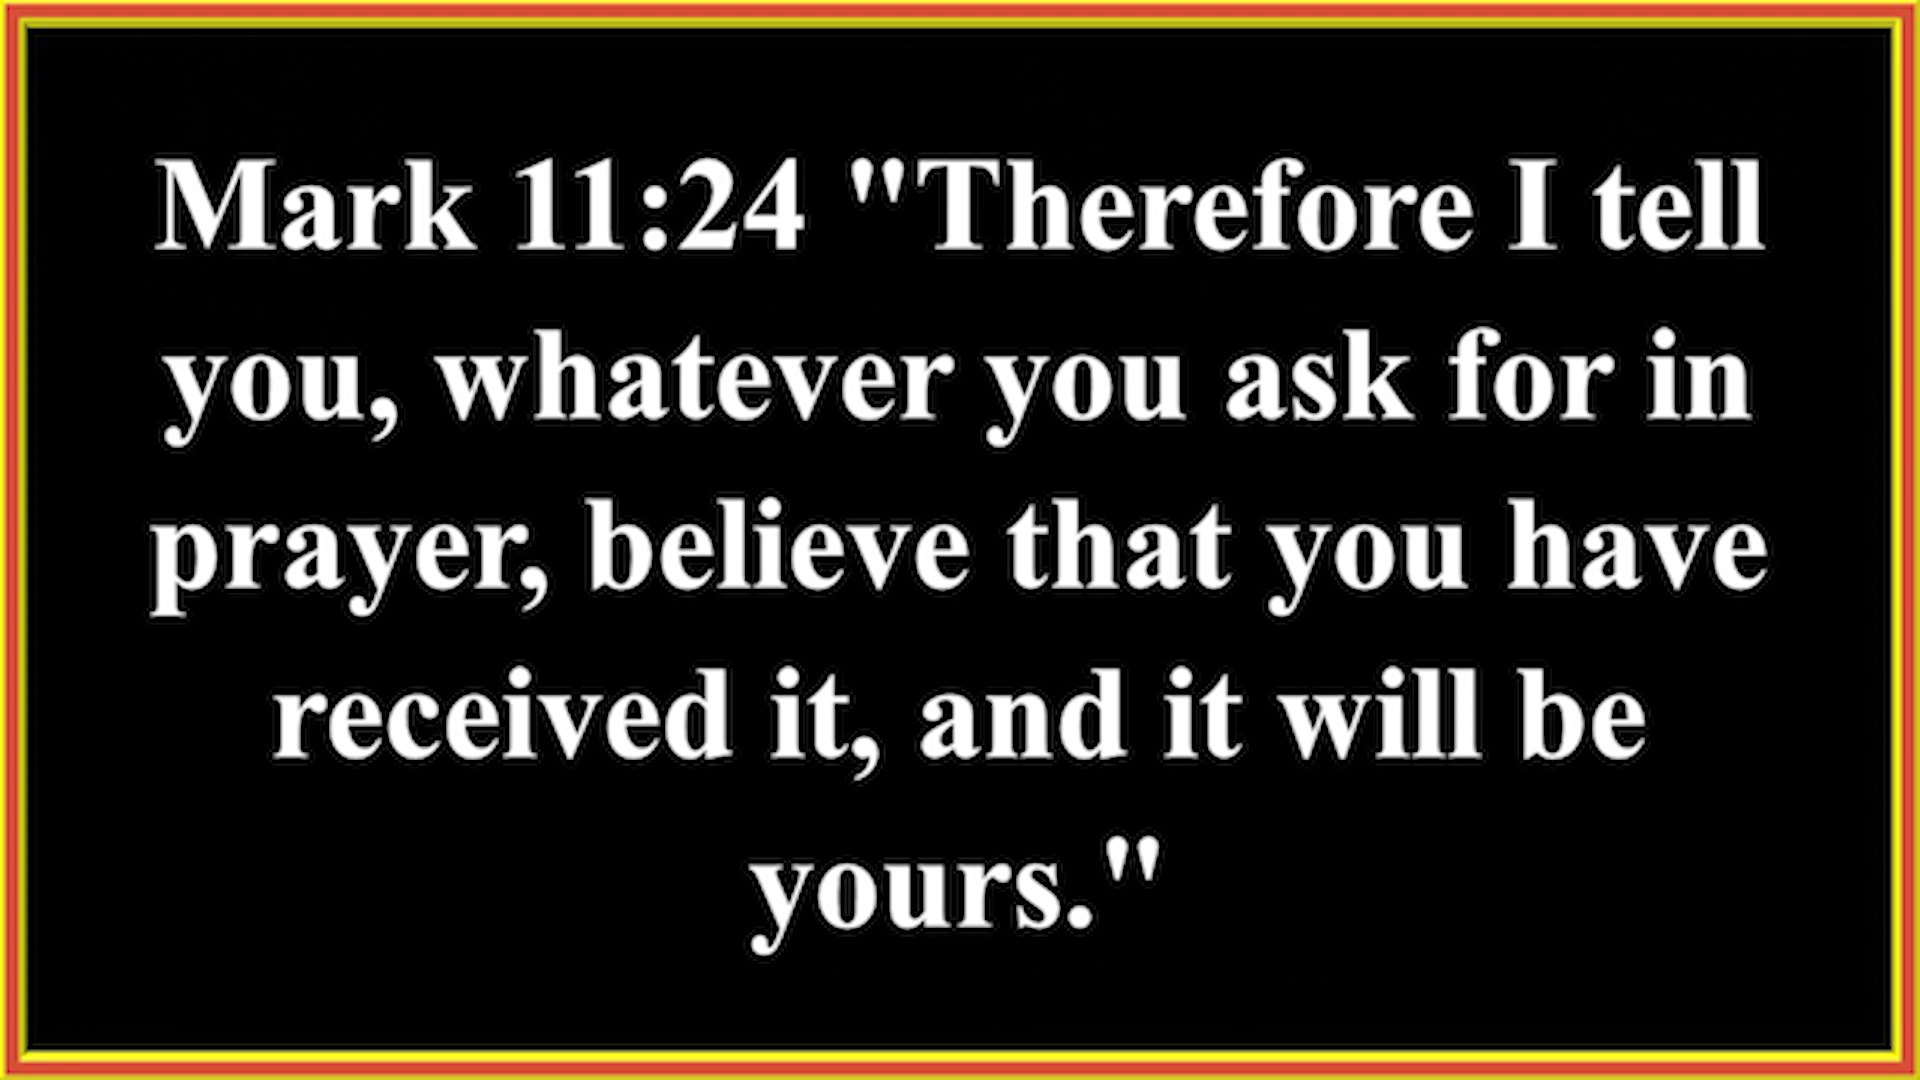 Mark 11:24 "Therefore I tell
you, whatever you ask for in
prayer, believe that you have
received it, and it will be
yours."